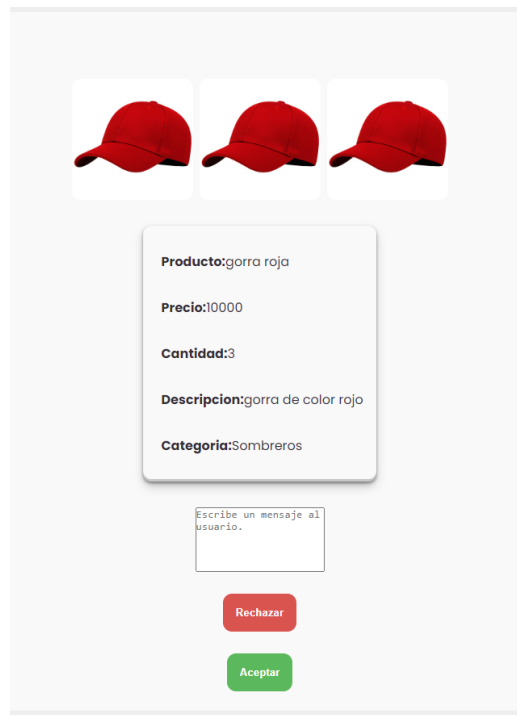 Producto:gorra roja
Precio:10000
Cantidad:3
Descripcion:gorra de color rojo
Categoria:Sombreros
Escribe un mensaje al
usuario.
Rechazar
Aceptar